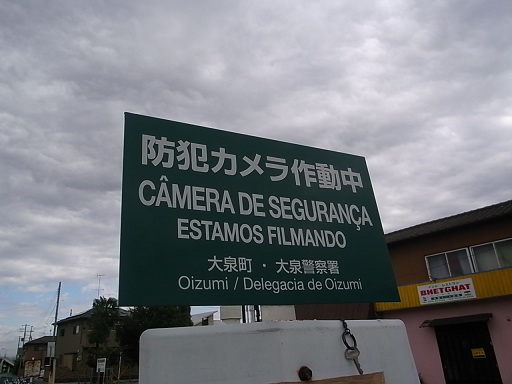 防犯カメラ作動中
CÂMERA DE SEGURANÇA
ESTAMOS FILMANDO
大泉町・大泉警察署
Oizumi / Delegacia de Oizumi
BHETGHAT